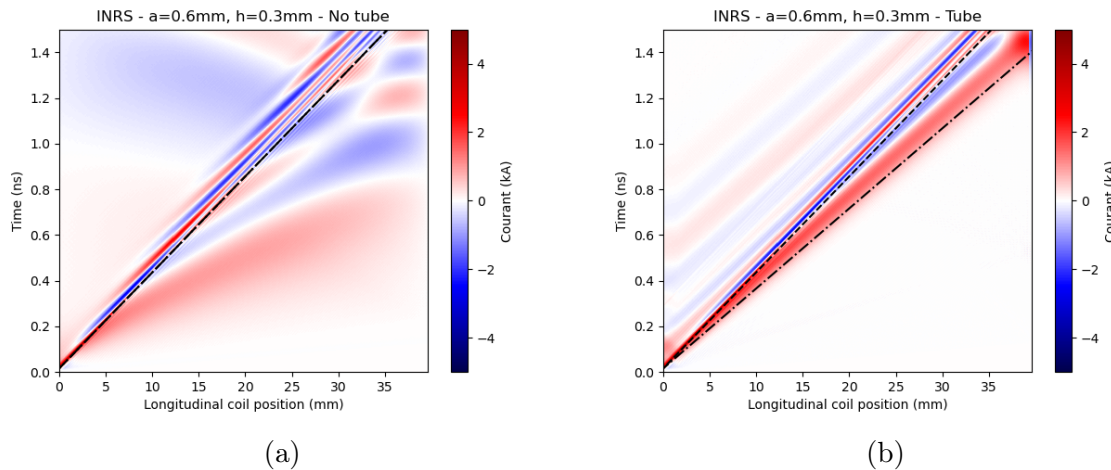 INRS - a=0.6mm, h=0.3mm - No tube
1.4
1.2
1.0
0.8
0.6
0.4
0.2
0.0
Time (ns)
0 5 10 15 20 25 30 35
Longitudinal coil position (mm)
4
2
0
−2
−4
Courant (kA)
(a)
INRS - a=0.6mm, h=0.3mm - Tube
1.4
1.2
1.0
0.8
0.6
0.4
0.2
0.0
Time (ns)
0 5 10 15 20 25 30 35
Longitudinal coil position (mm)
4
2
0
−2
−4
Courant (kA)
(b)